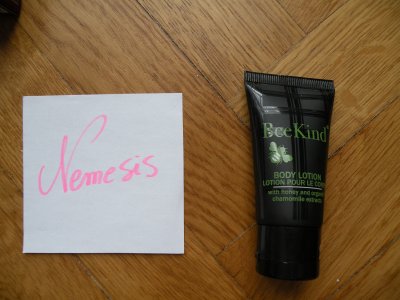 Nemesis
BeeKind
BODY LOTION
LOTION POUR LE CORPS
with honey and organic
chamomile extracts